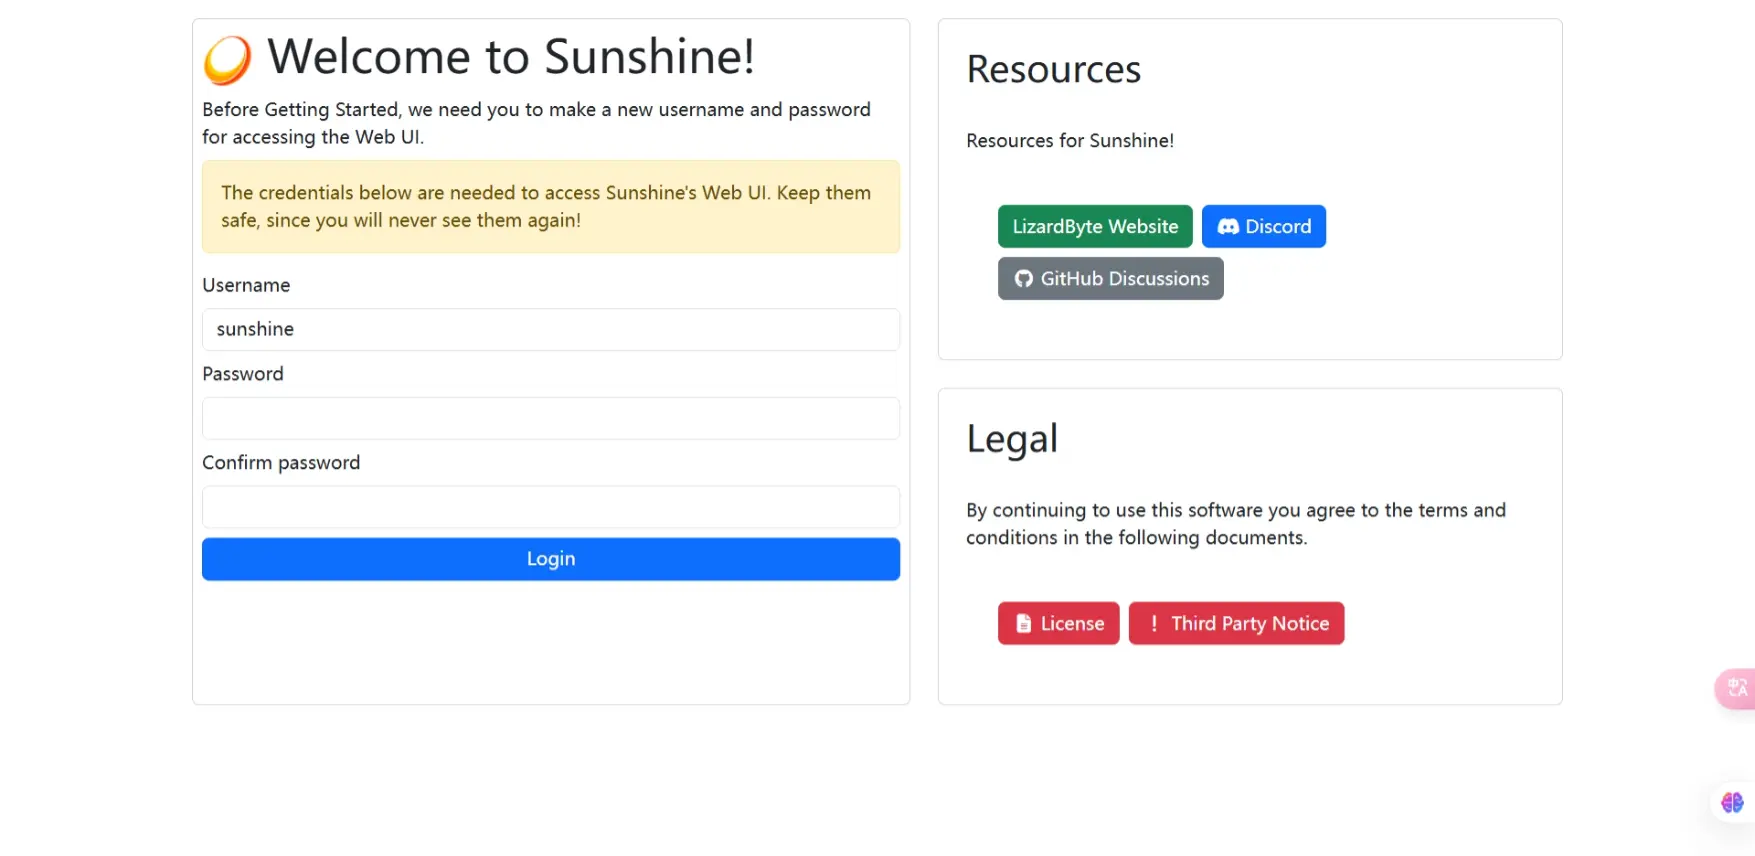 Welcome to Sunshine!
Before Getting Started, we need you to make a new username and password
for accessing the Web UI.
The credentials below are needed to access Sunshine's Web UI. Keep them
safe, since you will never see them again!
Username
sunshine
Password
Confirm password
Login
Resources
Resources for Sunshine!
LizardByte Website
Discord
GitHub Discussions
Legal
By continuing to use this software you agree to the terms and
conditions in the following documents.
License
! Third Party Notice
中
A